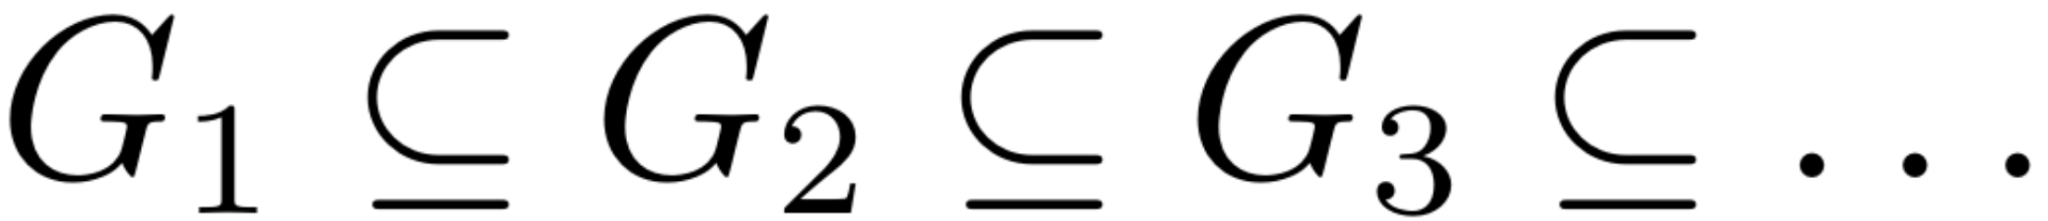 G₁ ⊆ G₂ ⊆ G₃ ⊆ ...